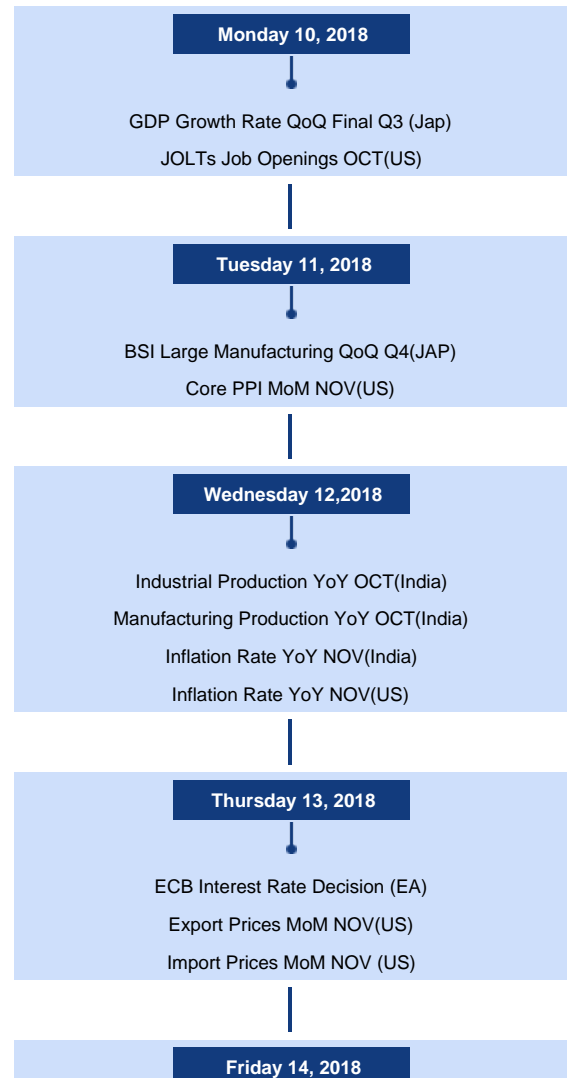 Monday 10, 2018
GDP Growth Rate QoQ Final Q3 (Jap)
JOLTs Job Openings OCT(US)
Tuesday 11, 2018
BSI Large Manufacturing QoQ Q4(JAP)
Core PPI MoM NOV(US)
Wednesday 12,2018
Industrial Production YoY OCT(India)
Manufacturing Production YoY OCT(India)
Inflation Rate YoY NOV(India)
Inflation Rate YoY NOV(US)
Thursday 13, 2018
ECB Interest Rate Decision (EA)
Export Prices MoM NOV(US)
Import Prices MoM NOV (US)
Friday 14, 2018